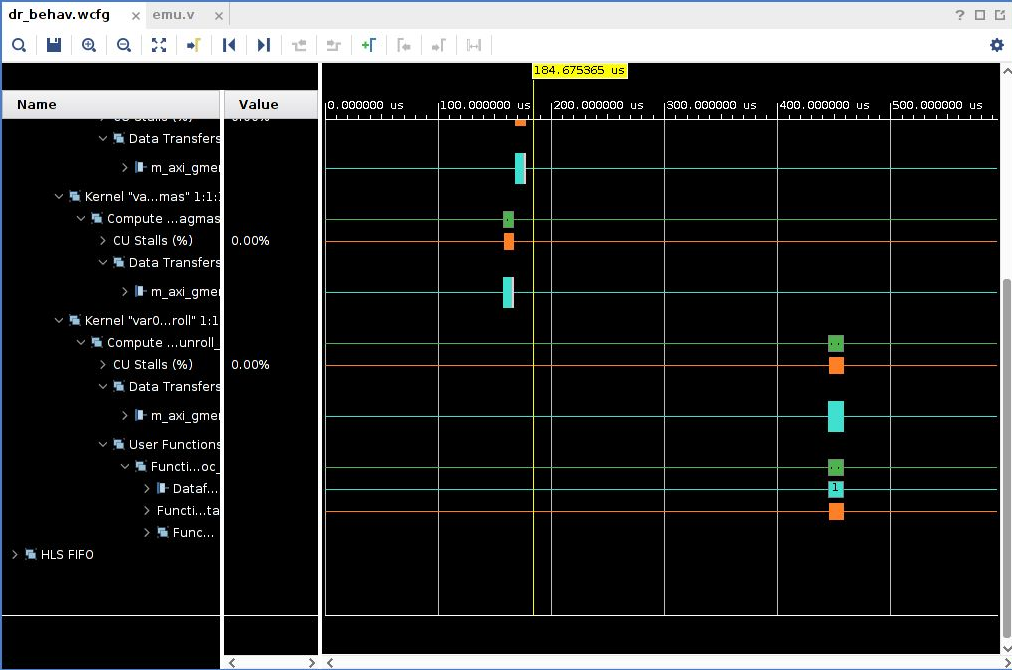 dr_behav.wcfg × emu.v ×
?
184.675365 us
Name Value 0.000000 us 100.000000 us 200.000000 us 300.000000 us 400.000000 us 500.000000 us
CU Stalls (%) 0.00%
Data Transfers
m_axi_gmer
Kernel "va...mas" 1:1:
Compute ...agmas
CU Stalls (%) 0.00%
Data Transfers
m_axi_gmer
Kernel "var0...roll" 1:1
Compute ...unroll_
CU Stalls (%) 0.00%
Data Transfers
m_axi_gmer
User Functions
Functi...oc_
Dataf... 1
Functi...ta
Func...
HLS FIFO